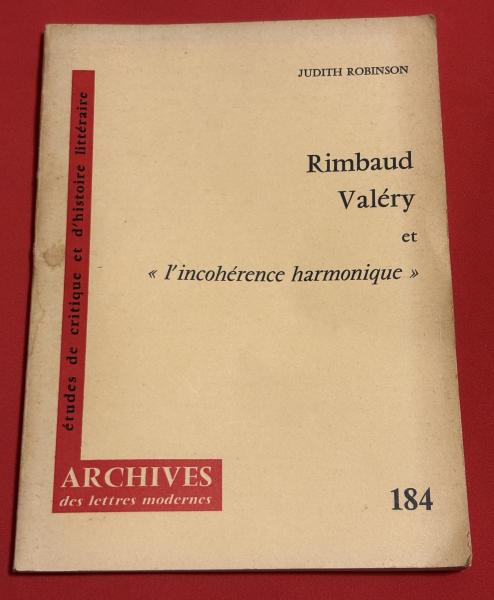 JUDITH ROBINSON
Rimbaud
Valéry
et
« l'incohérence harmonique »
études de critique et d'histoire littéraire
ARCHIVES
des lettres modernes
184